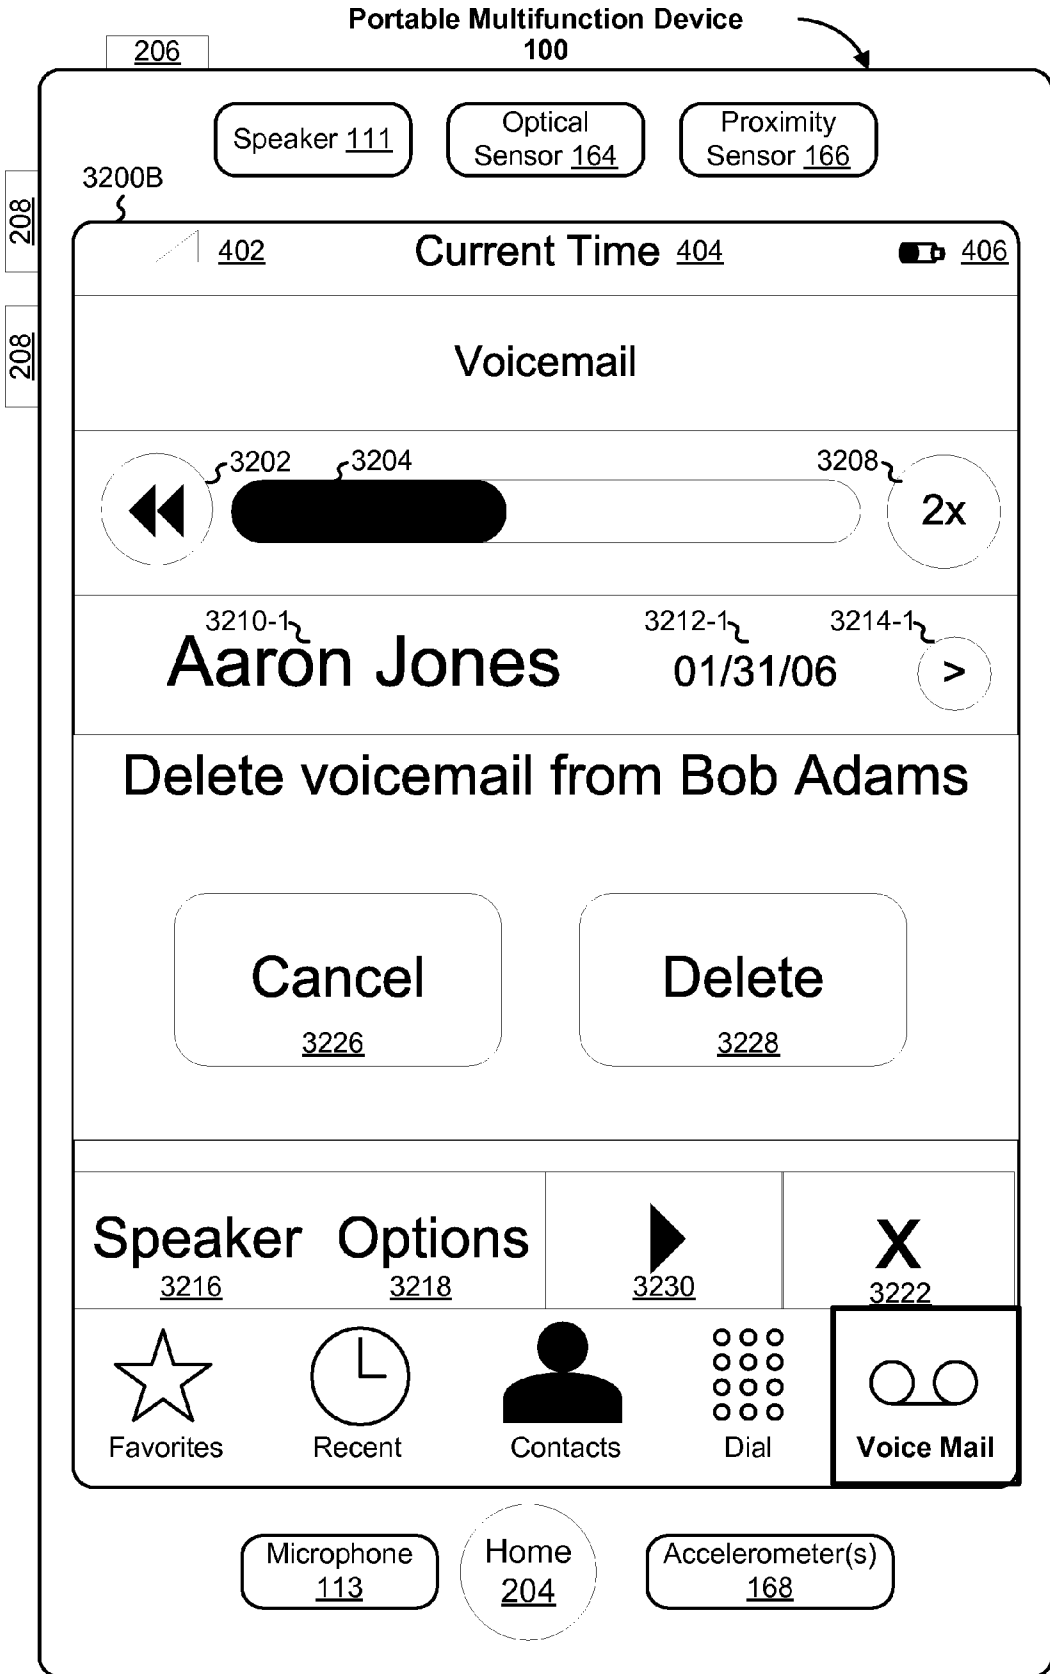 Portable Multifunction Device
100
206
Speaker 111
Optical
Sensor 164
Proximity
Sensor 166
3200B
208
402
Current Time 404
406
208
Voicemail
3202
3204
3208
2x
3210-1
3212-1
3214-1
Aaron Jones
01/31/06
>
Delete voicemail from Bob Adams
Cancel
3226
Delete
3228
Speaker
3216
Options
3218
3230
X
3222
Favorites
Recent
Contacts
Dial
Voice Mail
Microphone
113
Home
204
Accelerometer(s)
168